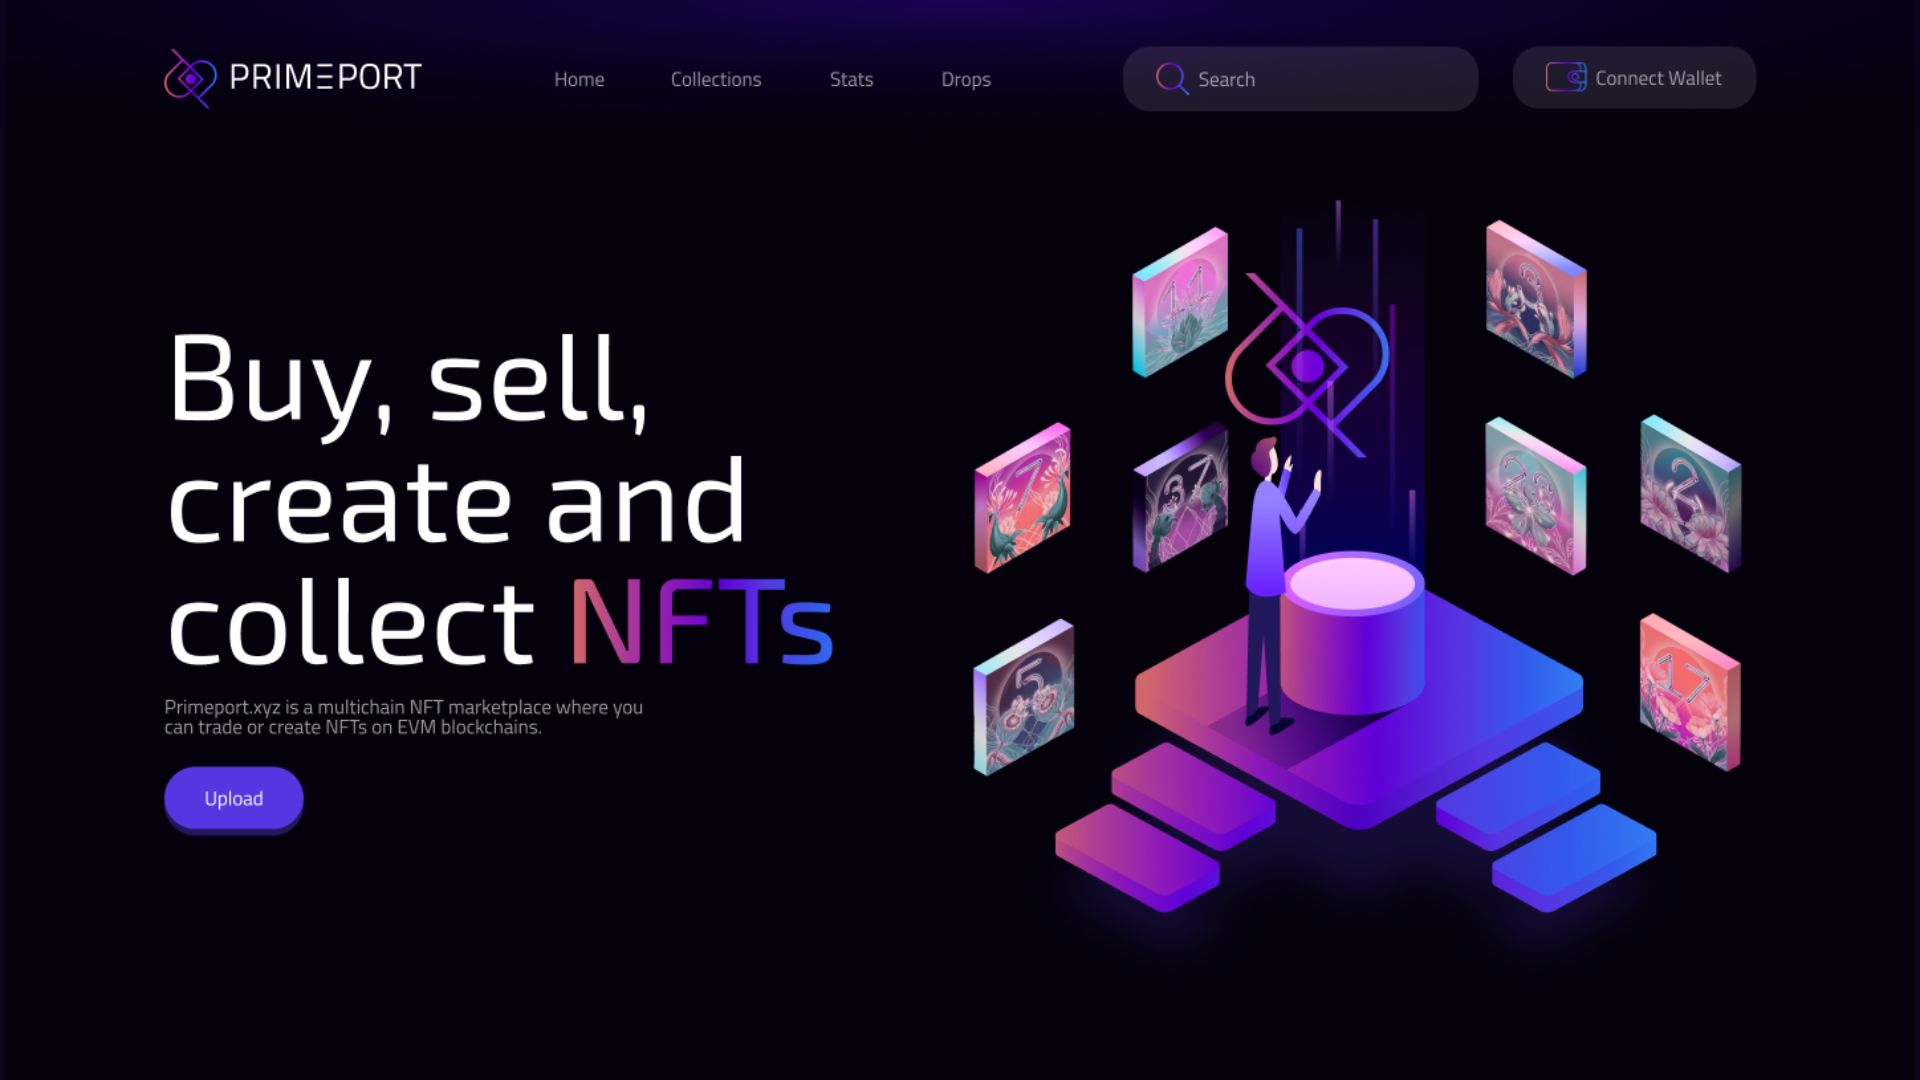 PRIMEPORT
Home
Collections
Stats
Drops
Search
Connect Wallet
Buy, sell,
create and
collect NFTs
Primeport.xyz is a multichain NFT marketplace where you
can trade or create NFTs on EVM blockchains.
Upload
11
3
7
37
23
2
5
17